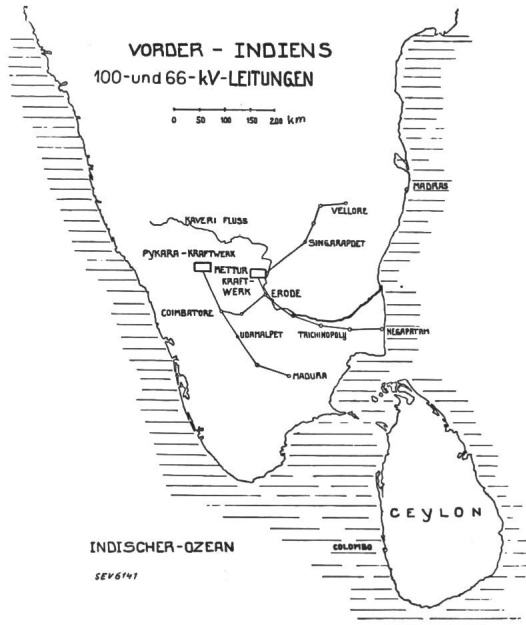 VORDER - INDIENS
100-und 66-kV-LEITUNGEN
0 50 100 150 200 km
MADRAS
VELLORE
KAVERI FLUSS
SINGARAPDET
PYKARA-KRAFTWERK
METTUR
KRAFT-
WERK
ERODE
COIMBATORE
UDAMALPET
TRICHINOPOLY
NEGAPATAM
MADURA
CEYLON
INDISCHER-OZEAN
COLOMBO
SEV6141